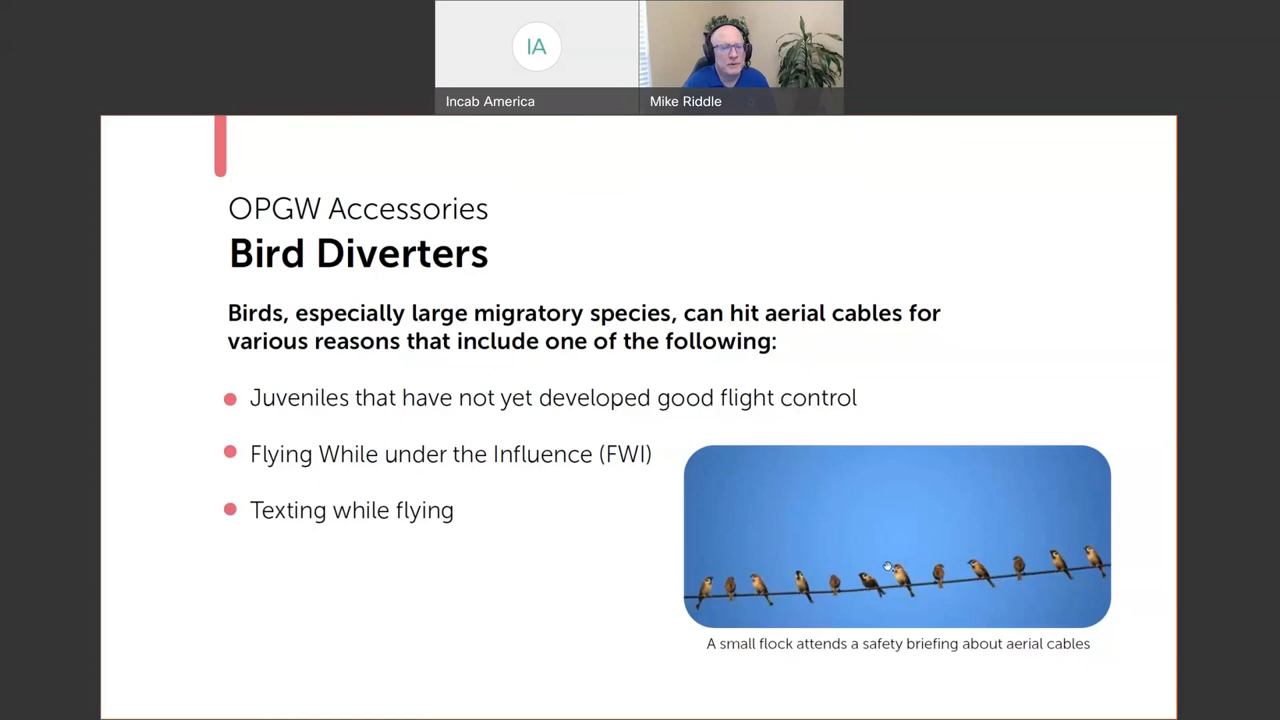 IA
Incab America
Mike Riddle
OPGW Accessories
Bird Diverters
Birds, especially large migratory species, can hit aerial cables for
various reasons that include one of the following:
Juveniles that have not yet developed good flight control
Flying While under the Influence (FWI)
Texting while flying
A small flock attends a safety briefing about aerial cables